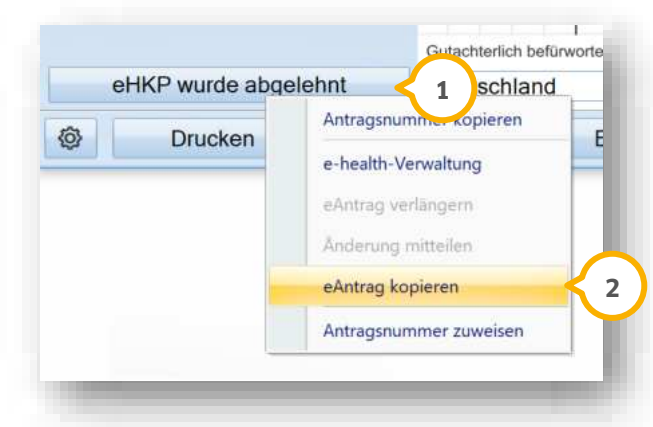 Gutachterlich befürworte
eHKP wurde abgelehnt
1
schland
Drucken
Antragsnummer kopieren
e-health-Verwaltung
eAntrag verlängern
Änderung mitteilen
eAntrag kopieren
2
Antragsnummer zuweisen